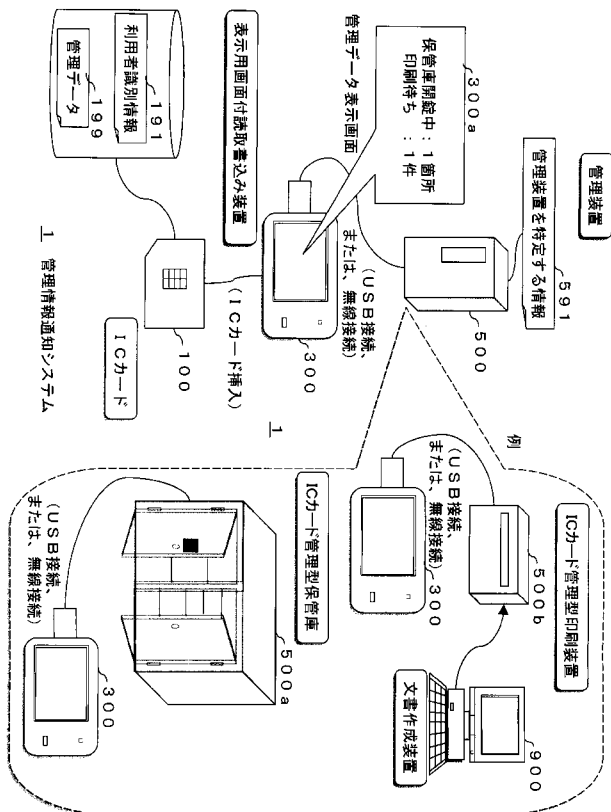 管理装置
管理装置を特定する情報
591
500
300a
保管庫開錠中：1箇所
印刷待ち　：1件
管理データ表示画面
（USB接続、
または、無線接続）
300
表示用画面付読取書込み装置
（ICカード挿入）
100
ICカード
利用者識別情報
191
管理データ
199
1　管理情報通知システム
1
例
ICカード管理型印刷装置
500b
（USB接続、
または、無線接続）
300
900
文書作成装置
ICカード管理型保管庫
500a
（USB接続、
または、無線接続）
300